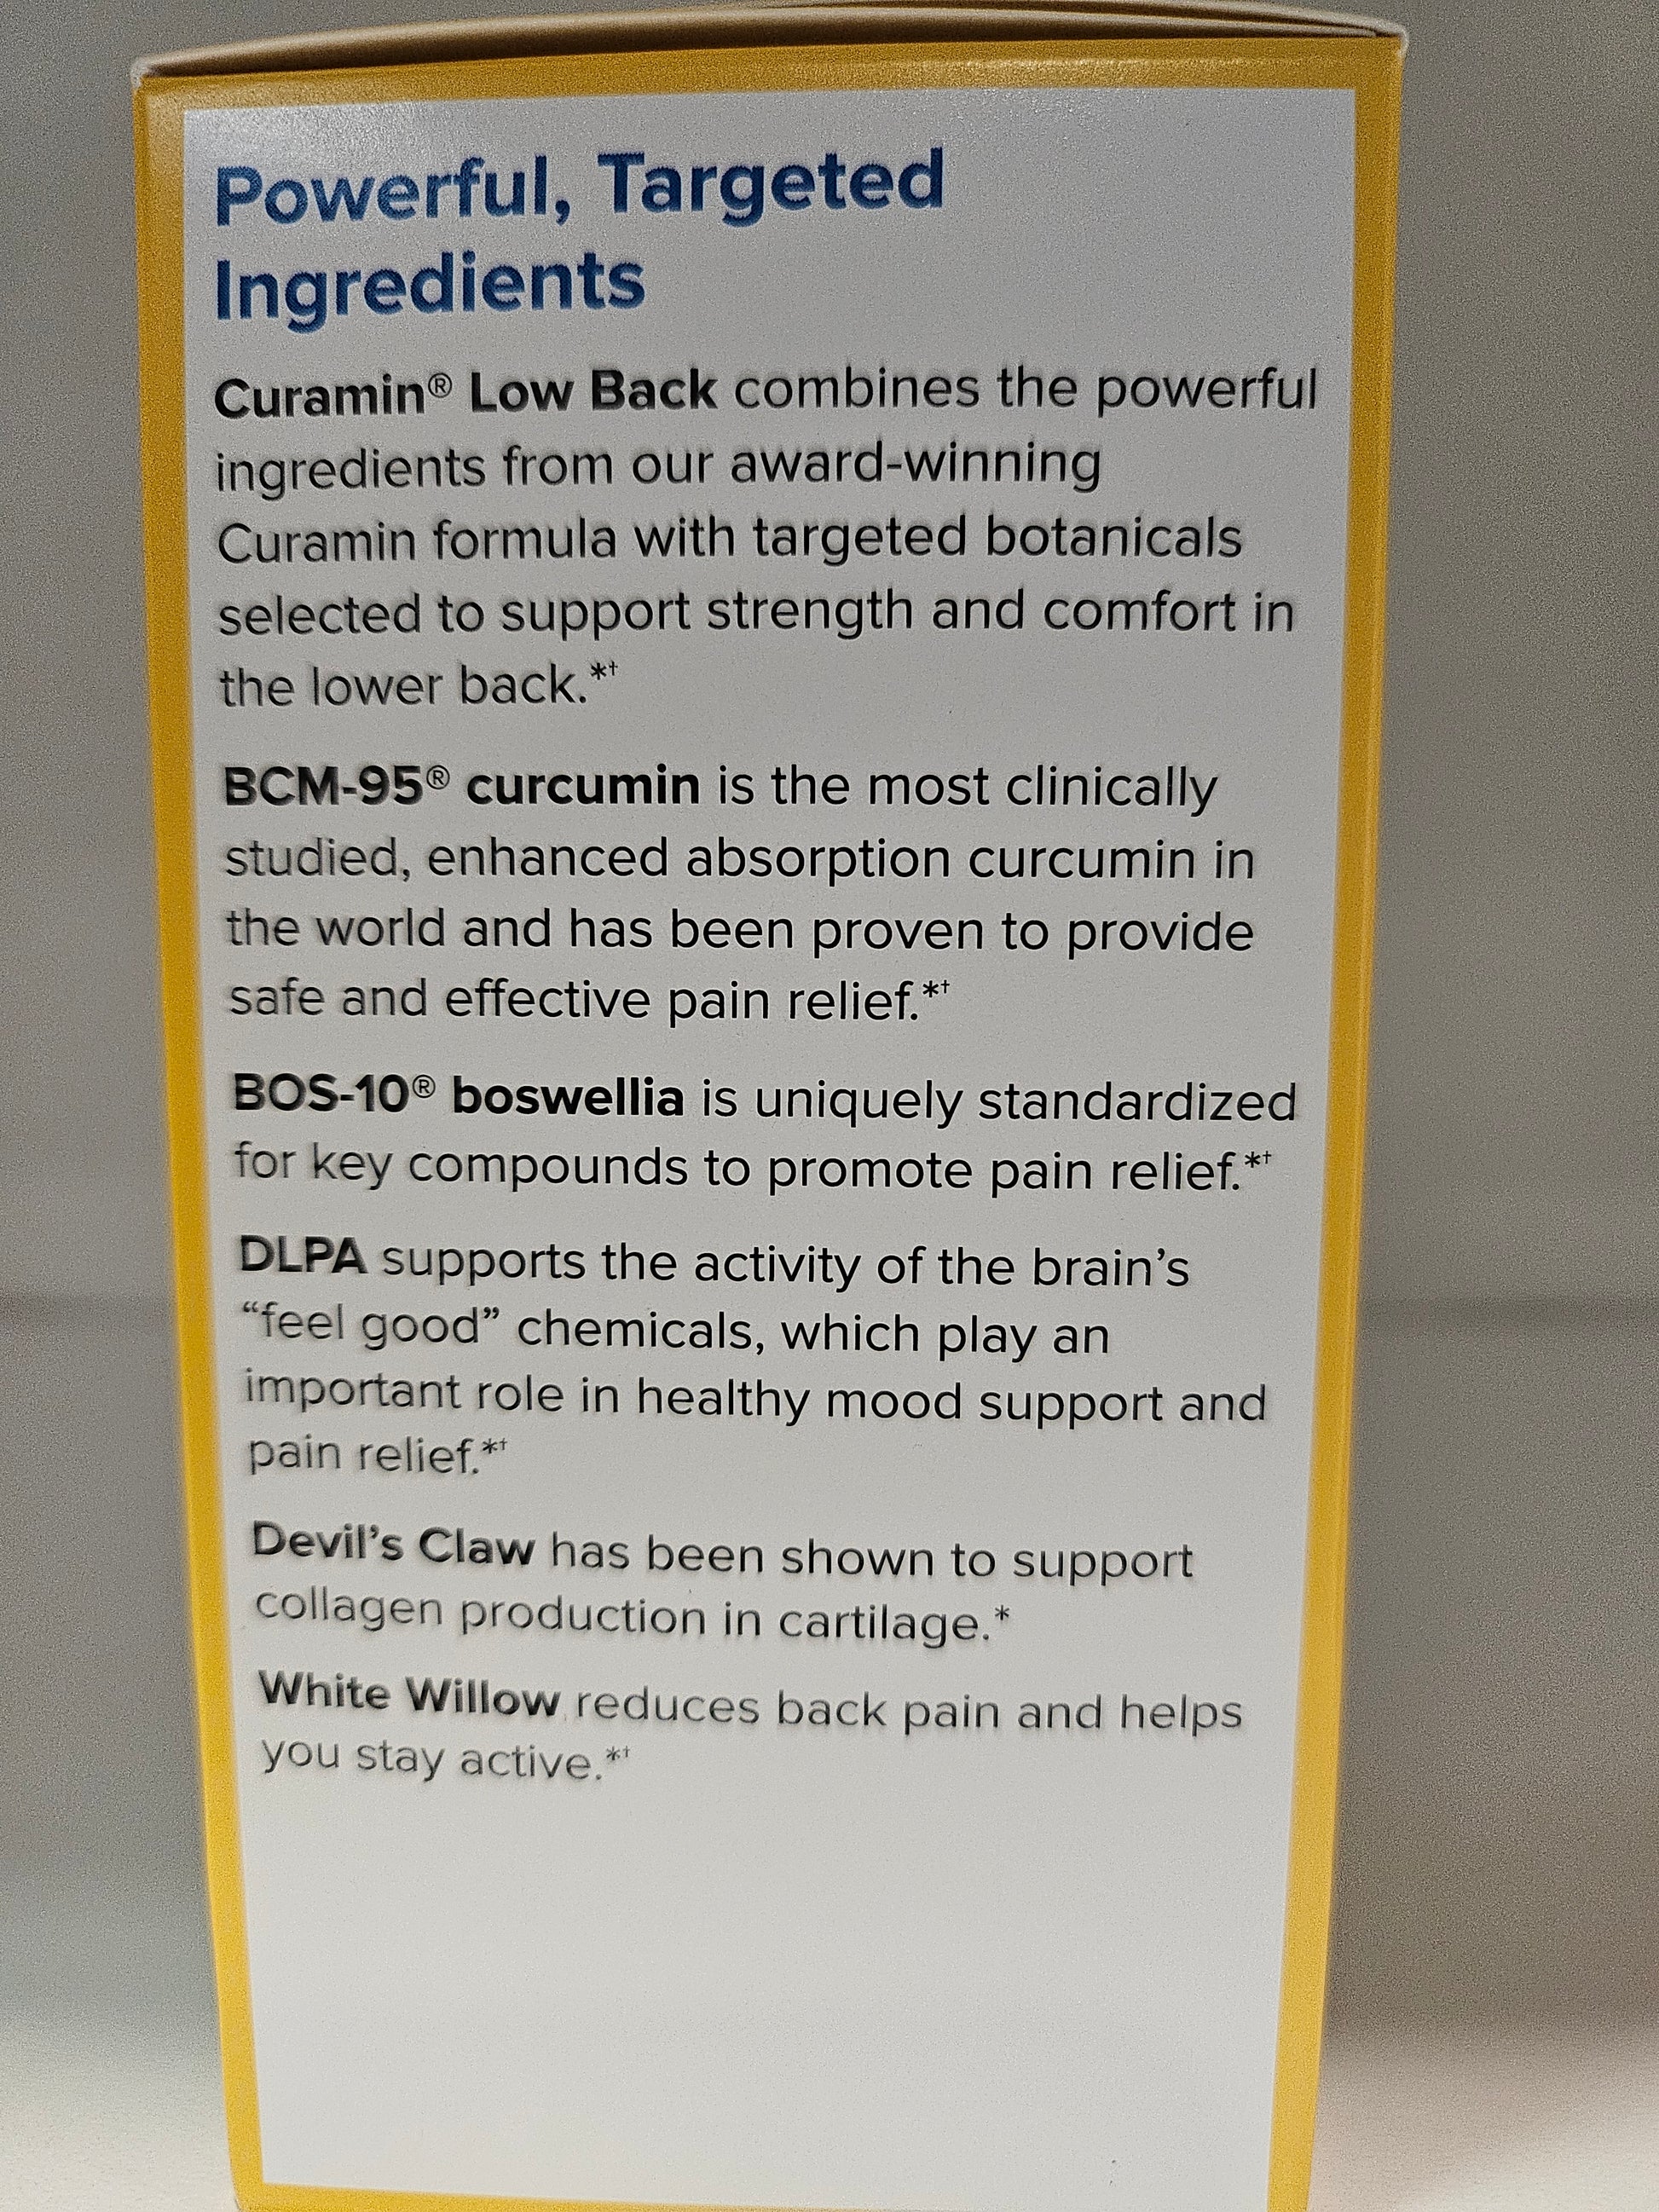 Powerful, Targeted
Ingredients
Curamin® Low Back combines the powerful
ingredients from our award-winning
Curamin formula with targeted botanicals
selected to support strength and comfort in
the lower back.*†
BCM-95® curcumin is the most clinically
studied, enhanced absorption curcumin in
the world and has been proven to provide
safe and effective pain relief.*†
BOS-10® boswellia is uniquely standardized
for key compounds to promote pain relief.*†
DLPA supports the activity of the brain’s
“feel good” chemicals, which play an
important role in healthy mood support and
pain relief.*†
Devil’s Claw has been shown to support
collagen production in cartilage.*
White Willow reduces back pain and helps
you stay active.*†